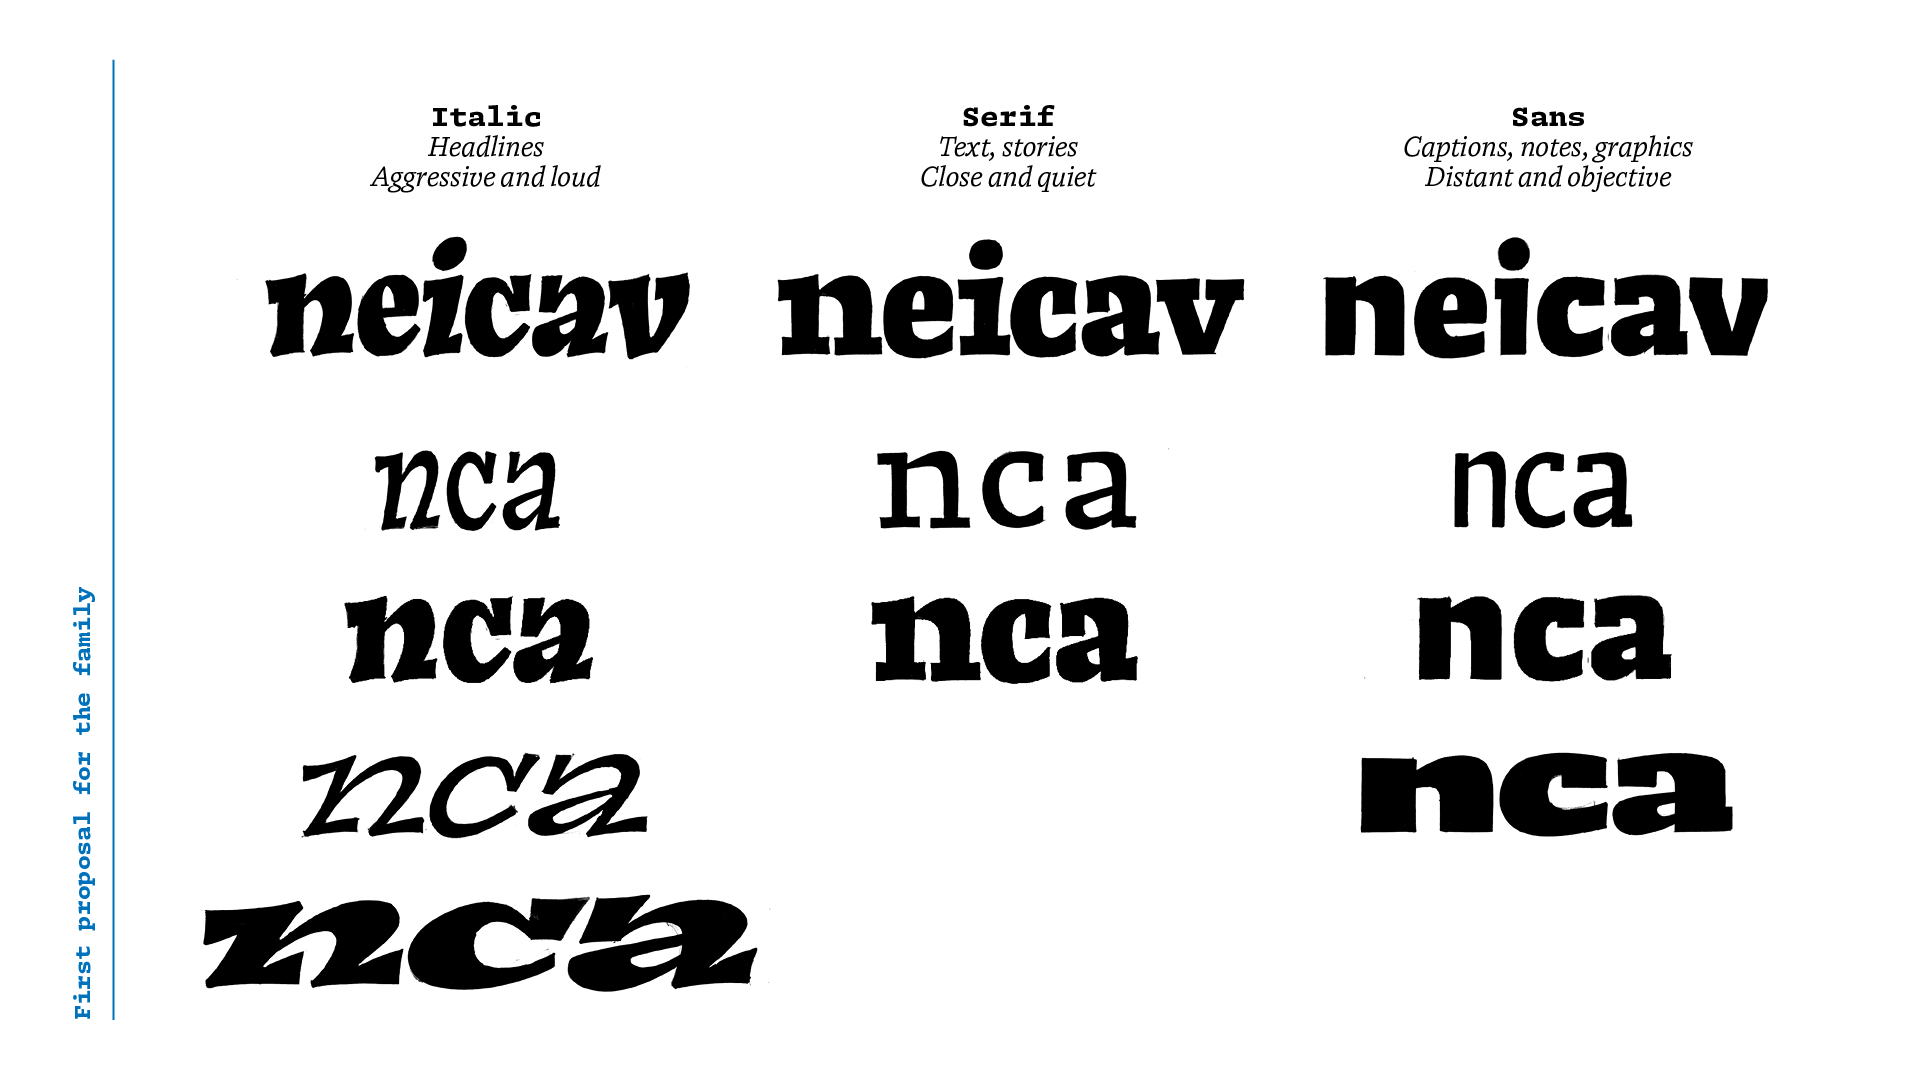 Italic
Headlines
Aggressive and loud
neicav
nca
nca
nca
nca
Serif
Text, stories
Close and quiet
neicav
nca
nca
Sans
Captions, notes, graphics
Distant and objective
neicav
nca
nca
nca
First proposal for the family